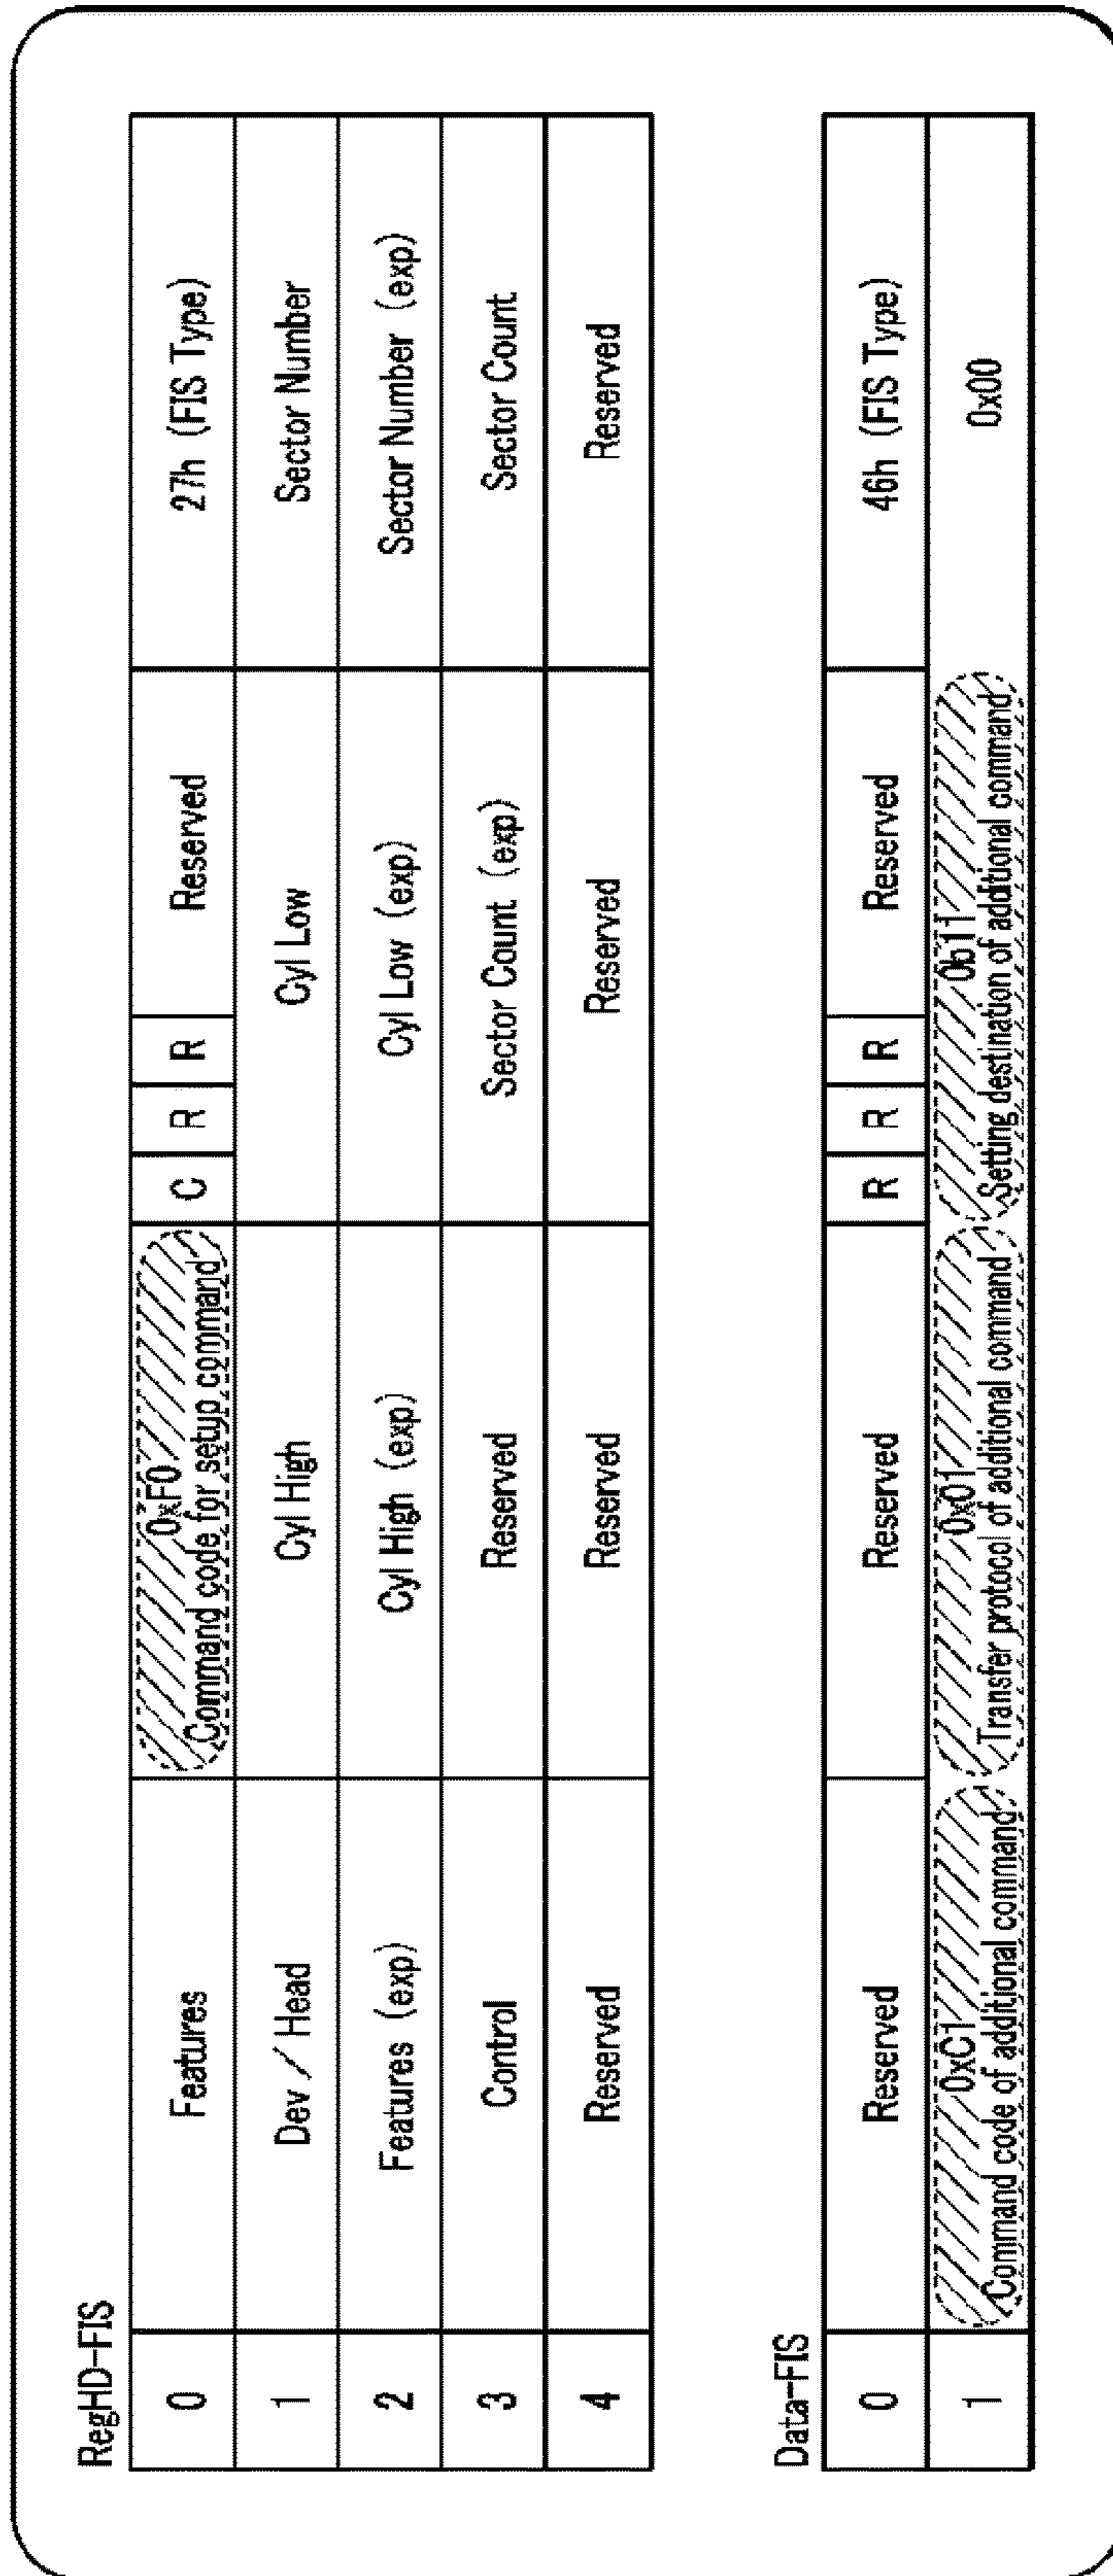 RegHD-FIS
0 Features 0xF0 C R R Reserved 27h (FIS Type)
Command code for setup command
1 Dev / Head Cyl High Cyl Low Sector Number
2 Features (exp) Cyl High (exp) Cyl Low (exp) Sector Number (exp)
3 Control Reserved Sector Count (exp) Sector Count
4 Reserved Reserved Reserved Reserved
Data-FIS
0 Reserved Reserved R R R Reserved 46h (FIS Type)
1 0xC1 0x01 0b11 0x00
Command code of additional command Transfer protocol of additional command Setting destination of additional command